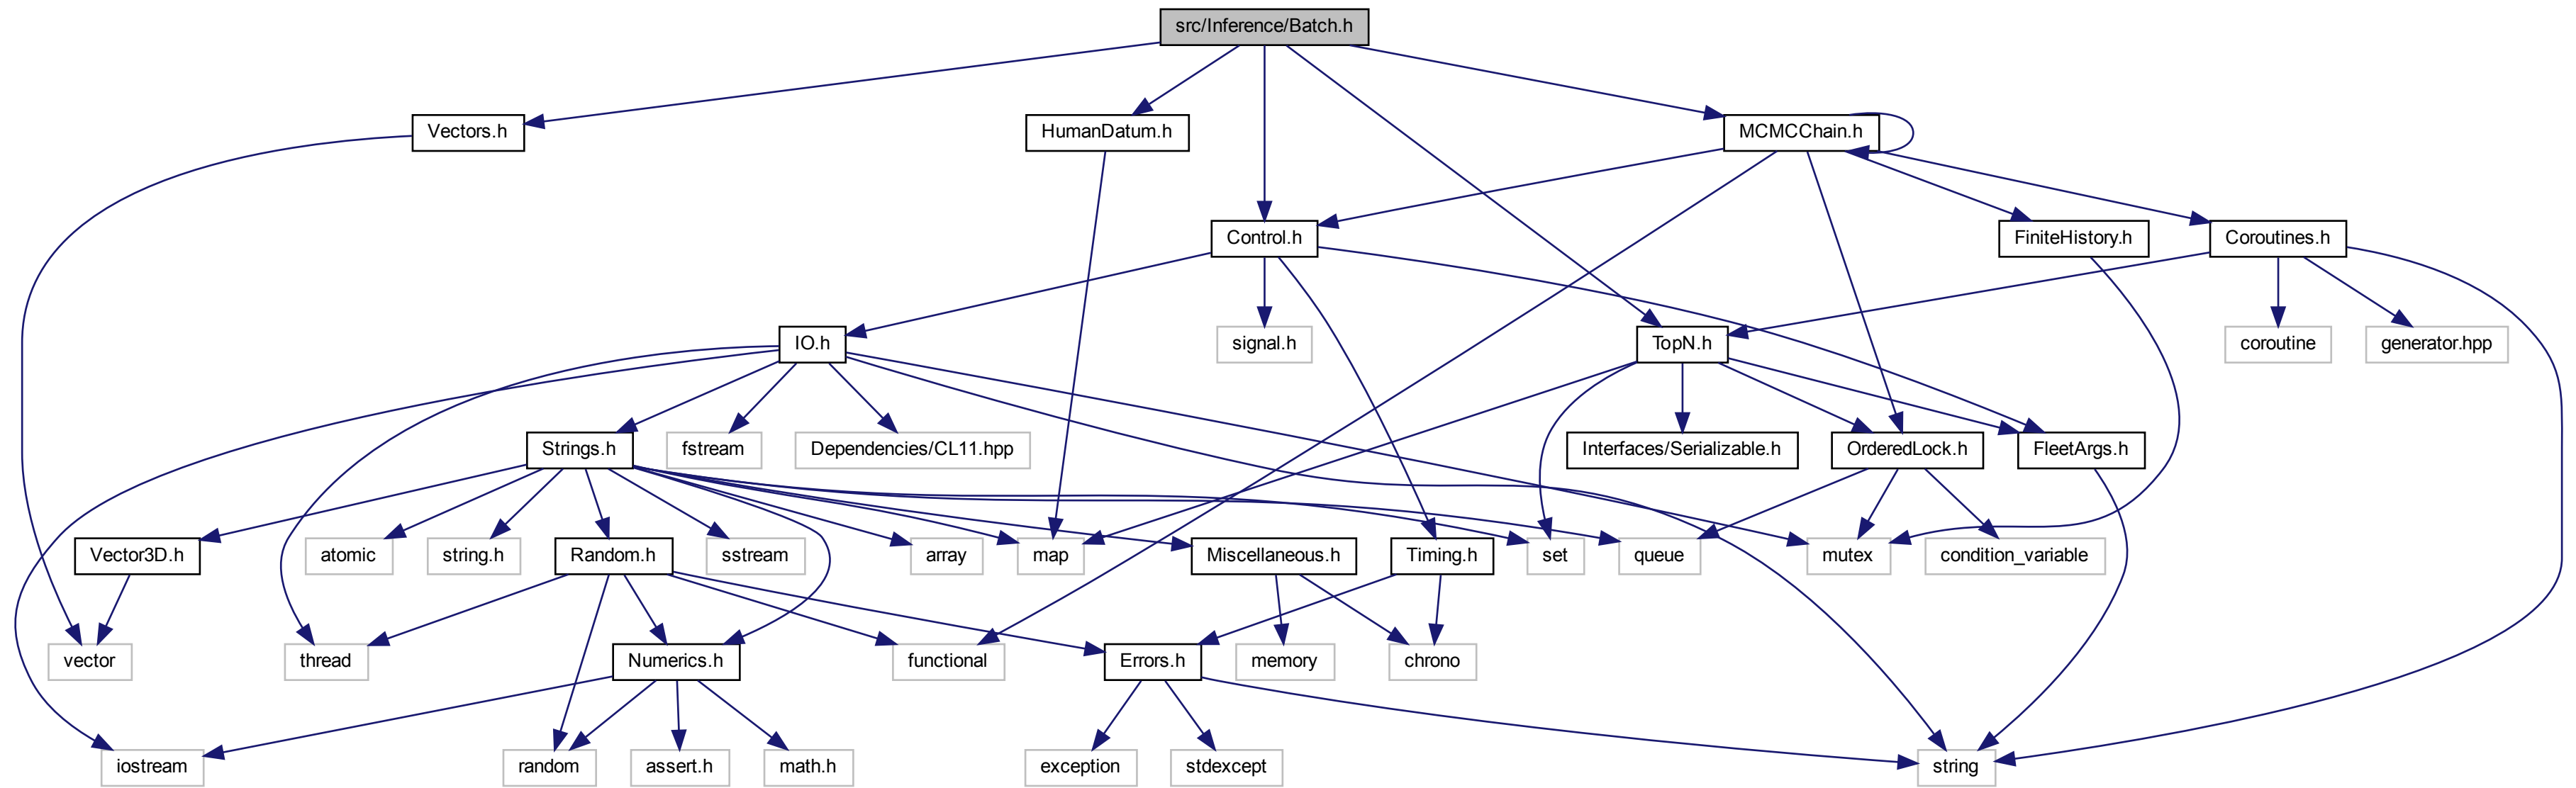 src/Inference/Batch.h
Vectors.h
HumanDatum.h
MCMCChain.h
Control.h
FiniteHistory.h
Coroutines.h
IO.h
signal.h
TopN.h
coroutine
generator.hpp
Strings.h
fstream
Dependencies/CL11.hpp
Interfaces/Serializable.h
OrderedLock.h
FleetArgs.h
Vector3D.h
atomic
string.h
Random.h
sstream
array
map
Miscellaneous.h
Timing.h
set
queue
mutex
condition_variable
vector
thread
Numerics.h
functional
Errors.h
memory
chrono
iostream
random
assert.h
math.h
exception
stdexcept
string